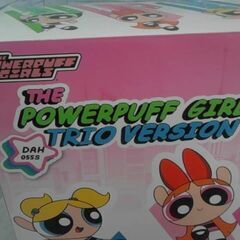 THE
POWERPUFF
GIRLS
THE
POWERPUFF GIRL
TRIO VERSION
DAH
055S